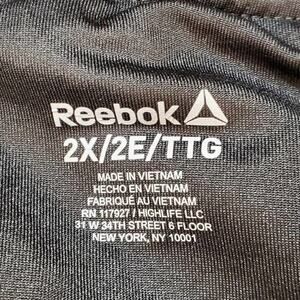 Reebok
2X/2E/TTG
MADE IN VIETNAM
HECHO EN VIETNAM
FABRIQUÉ AU VIETNAM
RN 117927 / HIGHLIFE LLC
31 W 34TH STREET 6 FLOOR
NEW YORK, NY 10001